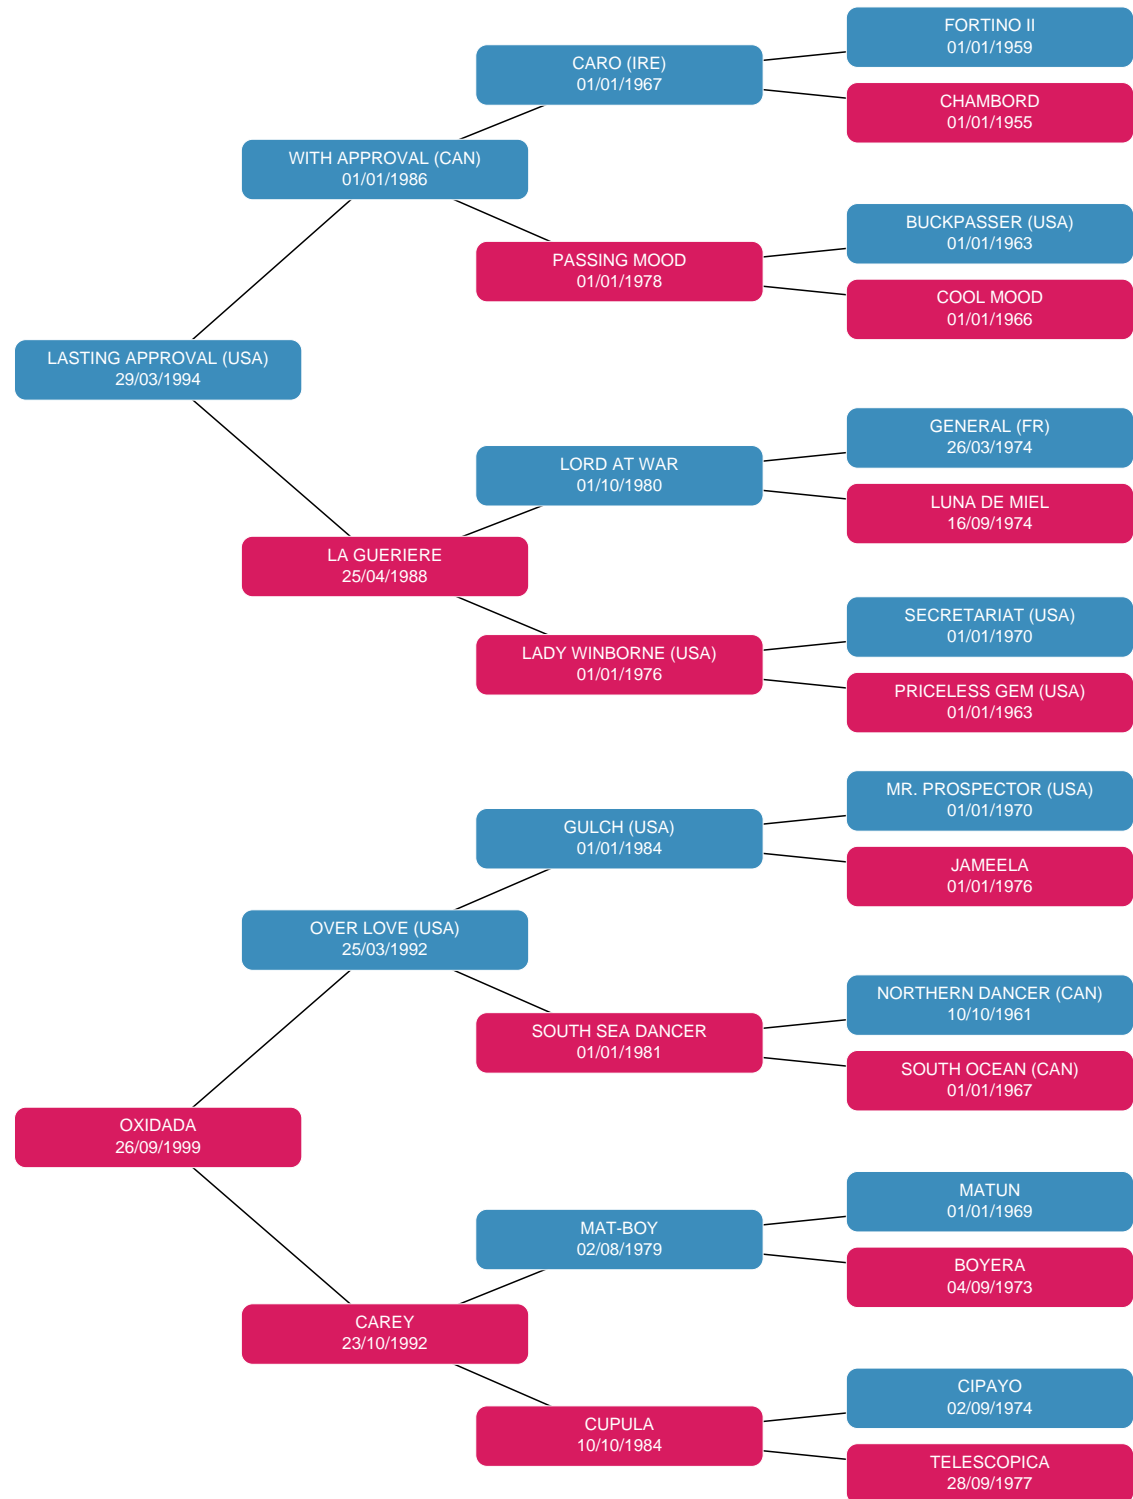 FORTINO II
01/01/1959
CARO (IRE)
01/01/1967
CHAMBORD
01/01/1955
WITH APPROVAL (CAN)
01/01/1986
BUCKPASSER (USA)
01/01/1963
PASSING MOOD
01/01/1978
COOL MOOD
01/01/1966
LASTING APPROVAL (USA)
29/03/1994
GENERAL (FR)
26/03/1974
LORD AT WAR
01/10/1980
LUNA DE MIEL
16/09/1974
LA GUERIERE
25/04/1988
SECRETARIAT (USA)
01/01/1970
LADY WINBORNE (USA)
01/01/1976
PRICELESS GEM (USA)
01/01/1963
MR. PROSPECTOR (USA)
01/01/1970
GULCH (USA)
01/01/1984
JAMEELA
01/01/1976
OVER LOVE (USA)
25/03/1992
NORTHERN DANCER (CAN)
10/10/1961
SOUTH SEA DANCER
01/01/1981
SOUTH OCEAN (CAN)
01/01/1967
OXIDADA
26/09/1999
MATUN
01/01/1969
MAT-BOY
02/08/1979
BOYERA
04/09/1973
CAREY
23/10/1992
CIPAYO
02/09/1974
CUPULA
10/10/1984
TELESCOPICA
28/09/1977